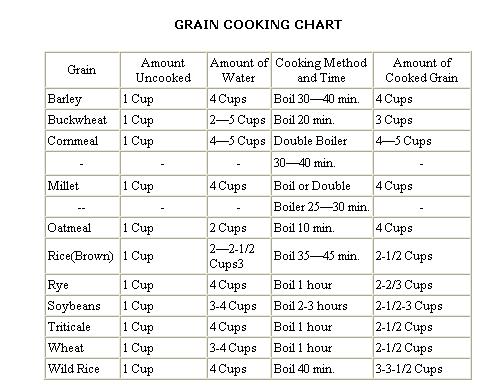 GRAIN COOKING CHART
Grain Amount Uncooked Amount of Water Cooking Method and Time Amount of Cooked Grain
Barley 1 Cup 4 Cups Boil 30—40 min. 4 Cups
Buckwheat 1 Cup 2—5 Cups Boil 20 min. 3 Cups
Cornmeal 1 Cup 4—5 Cups Double Boiler 4—5 Cups
- - - 30—40 min. -
Millet 1 Cup 4 Cups Boil or Double 4 Cups
-- - - Boiler 25—30 min. -
Oatmeal 1 Cup 2 Cups Boil 10 min. 4 Cups
Rice(Brown) 1 Cup 2—2-1/2 Cups3 Boil 35—45 min. 2-1/2 Cups
Rye 1 Cup 4 Cups Boil 1 hour 2-2/3 Cups
Soybeans 1 Cup 3-4 Cups Boil 2-3 hours 2-1/2-3 Cups
Triticale 1 Cup 4 Cups Boil 1 hour 2-1/2 Cups
Wheat 1 Cup 3-4 Cups Boil 1 hour 2-1/2 Cups
Wild Rice 1 Cup 4 Cups Boil 40 min. 3-3-1/2 Cups